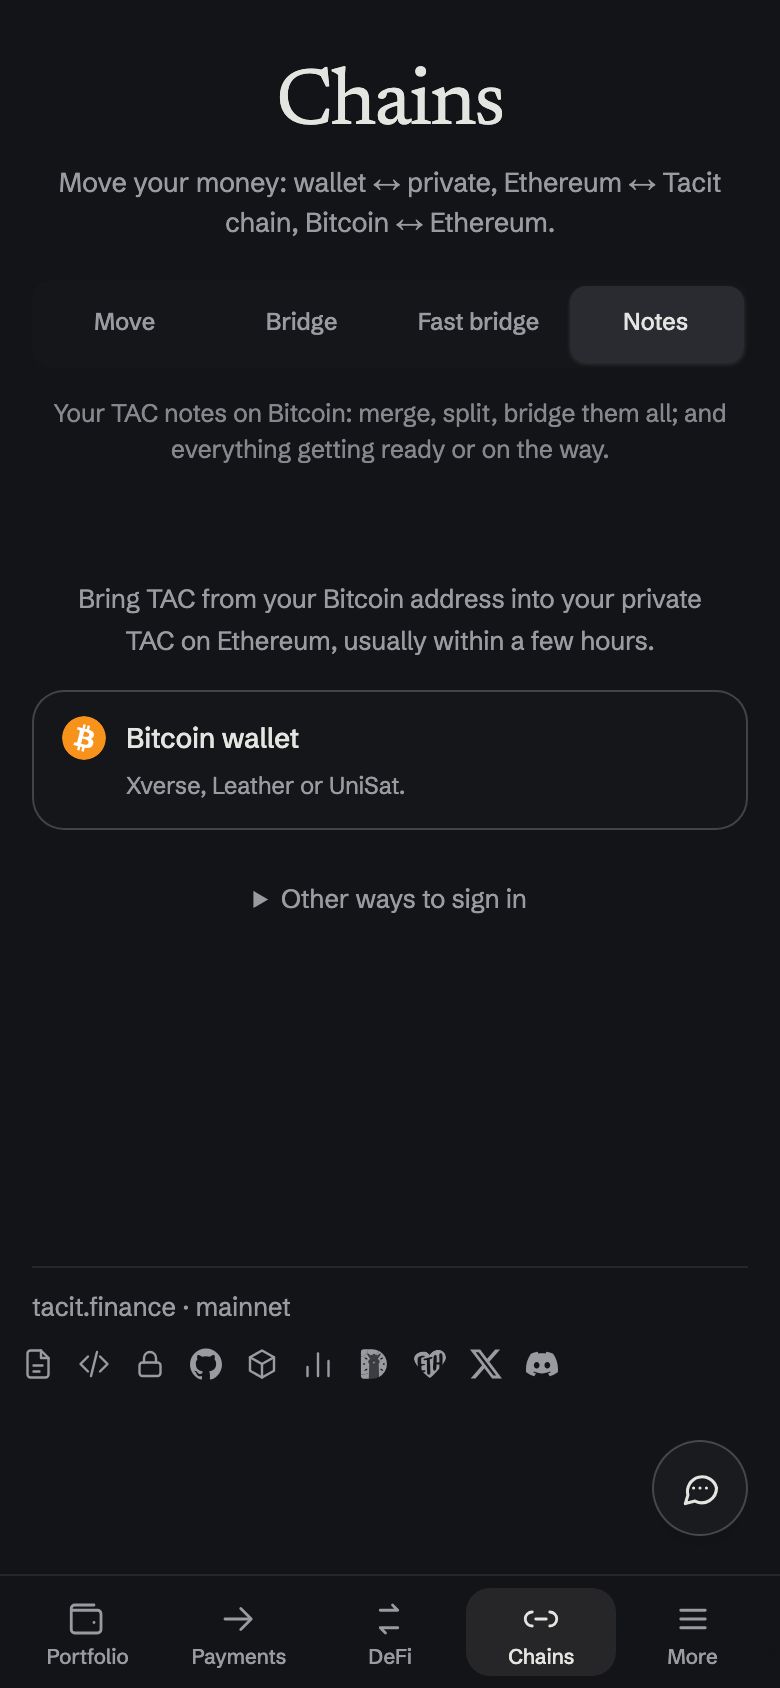 Chains
Move your money: wallet ↔ private, Ethereum ↔ Tacit
chain, Bitcoin ↔ Ethereum.
Move
Bridge
Fast bridge
Notes
Your TAC notes on Bitcoin: merge, split, bridge them all; and
everything getting ready or on the way.
Bring TAC from your Bitcoin address into your private
TAC on Ethereum, usually within a few hours.
Bitcoin wallet
Xverse, Leather or UniSat.
▶ Other ways to sign in
tacit.finance · mainnet
ETH
Portfolio
Payments
DeFi
Chains
More